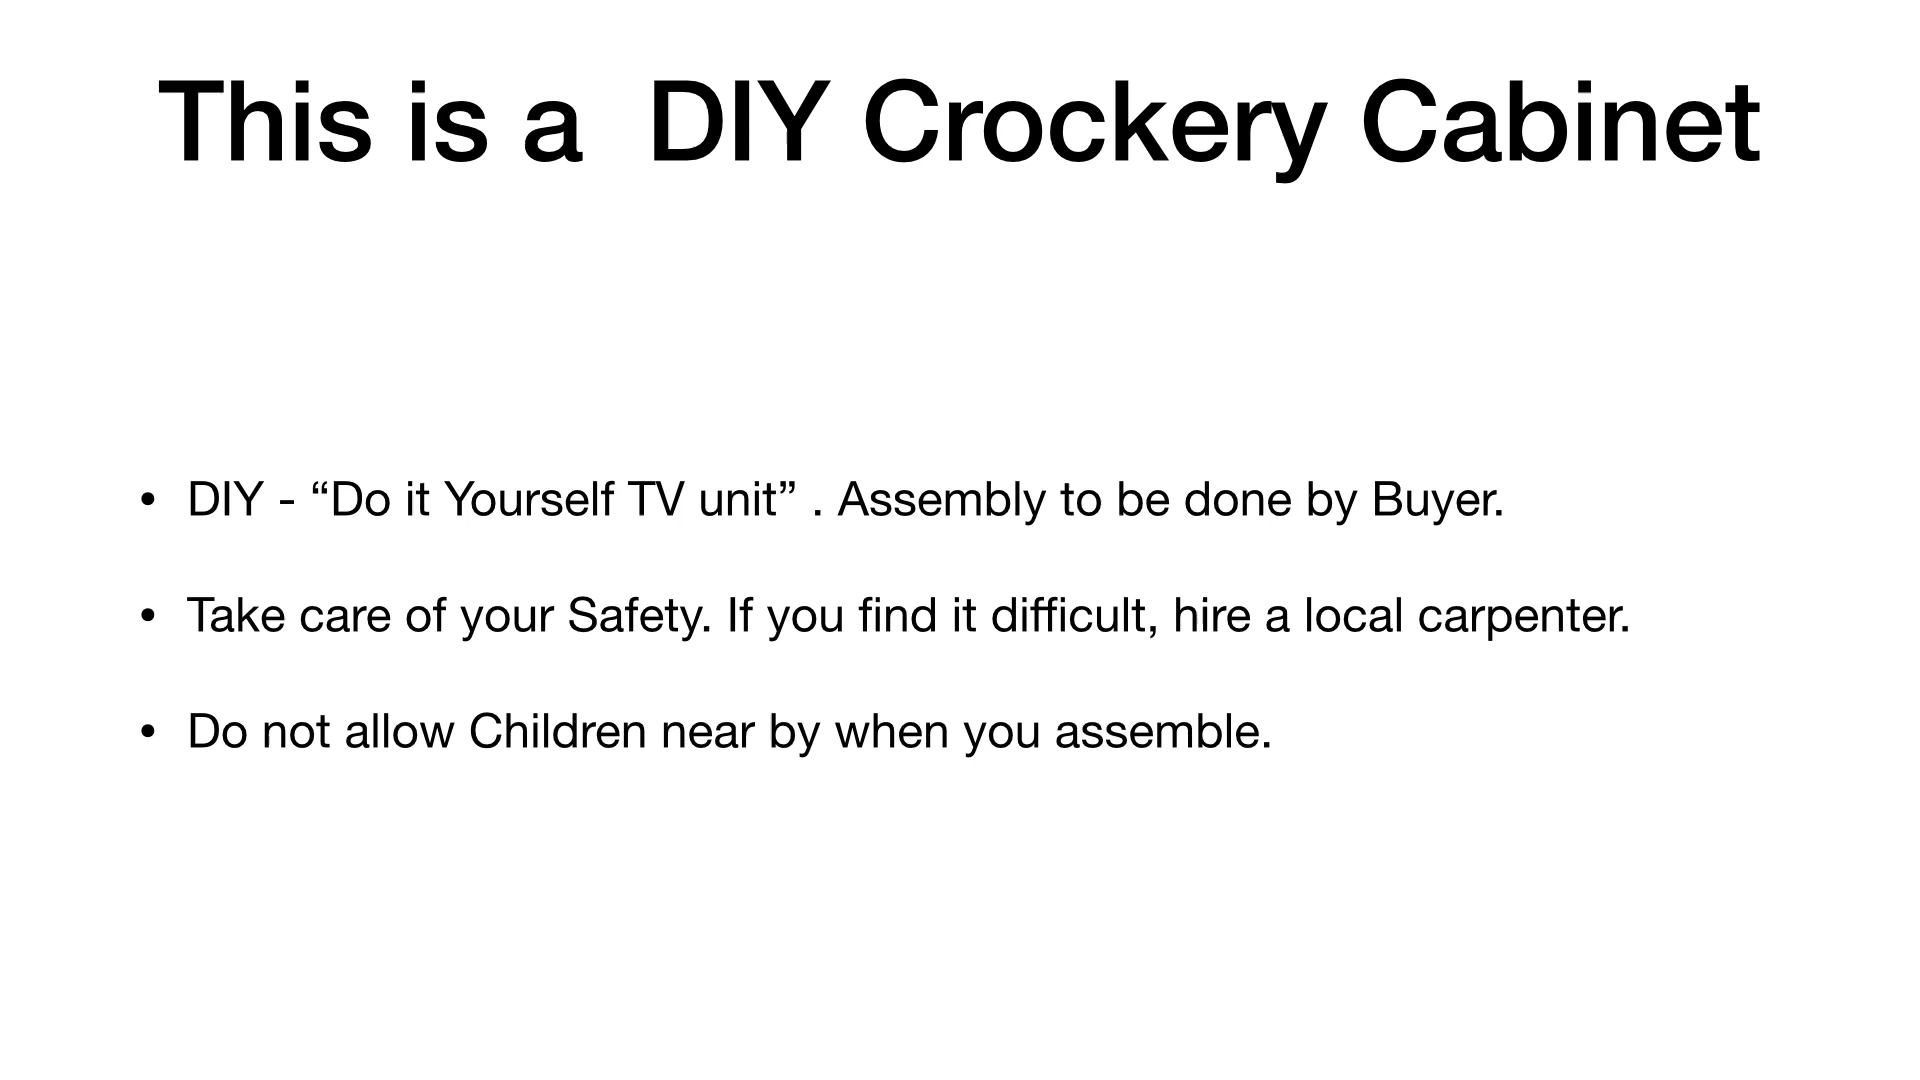 This is a  DIY Crockery Cabinet
• DIY - “Do it Yourself TV unit” . Assembly to be done by Buyer.
• Take care of your Safety. If you find it difficult, hire a local carpenter.
• Do not allow Children near by when you assemble.